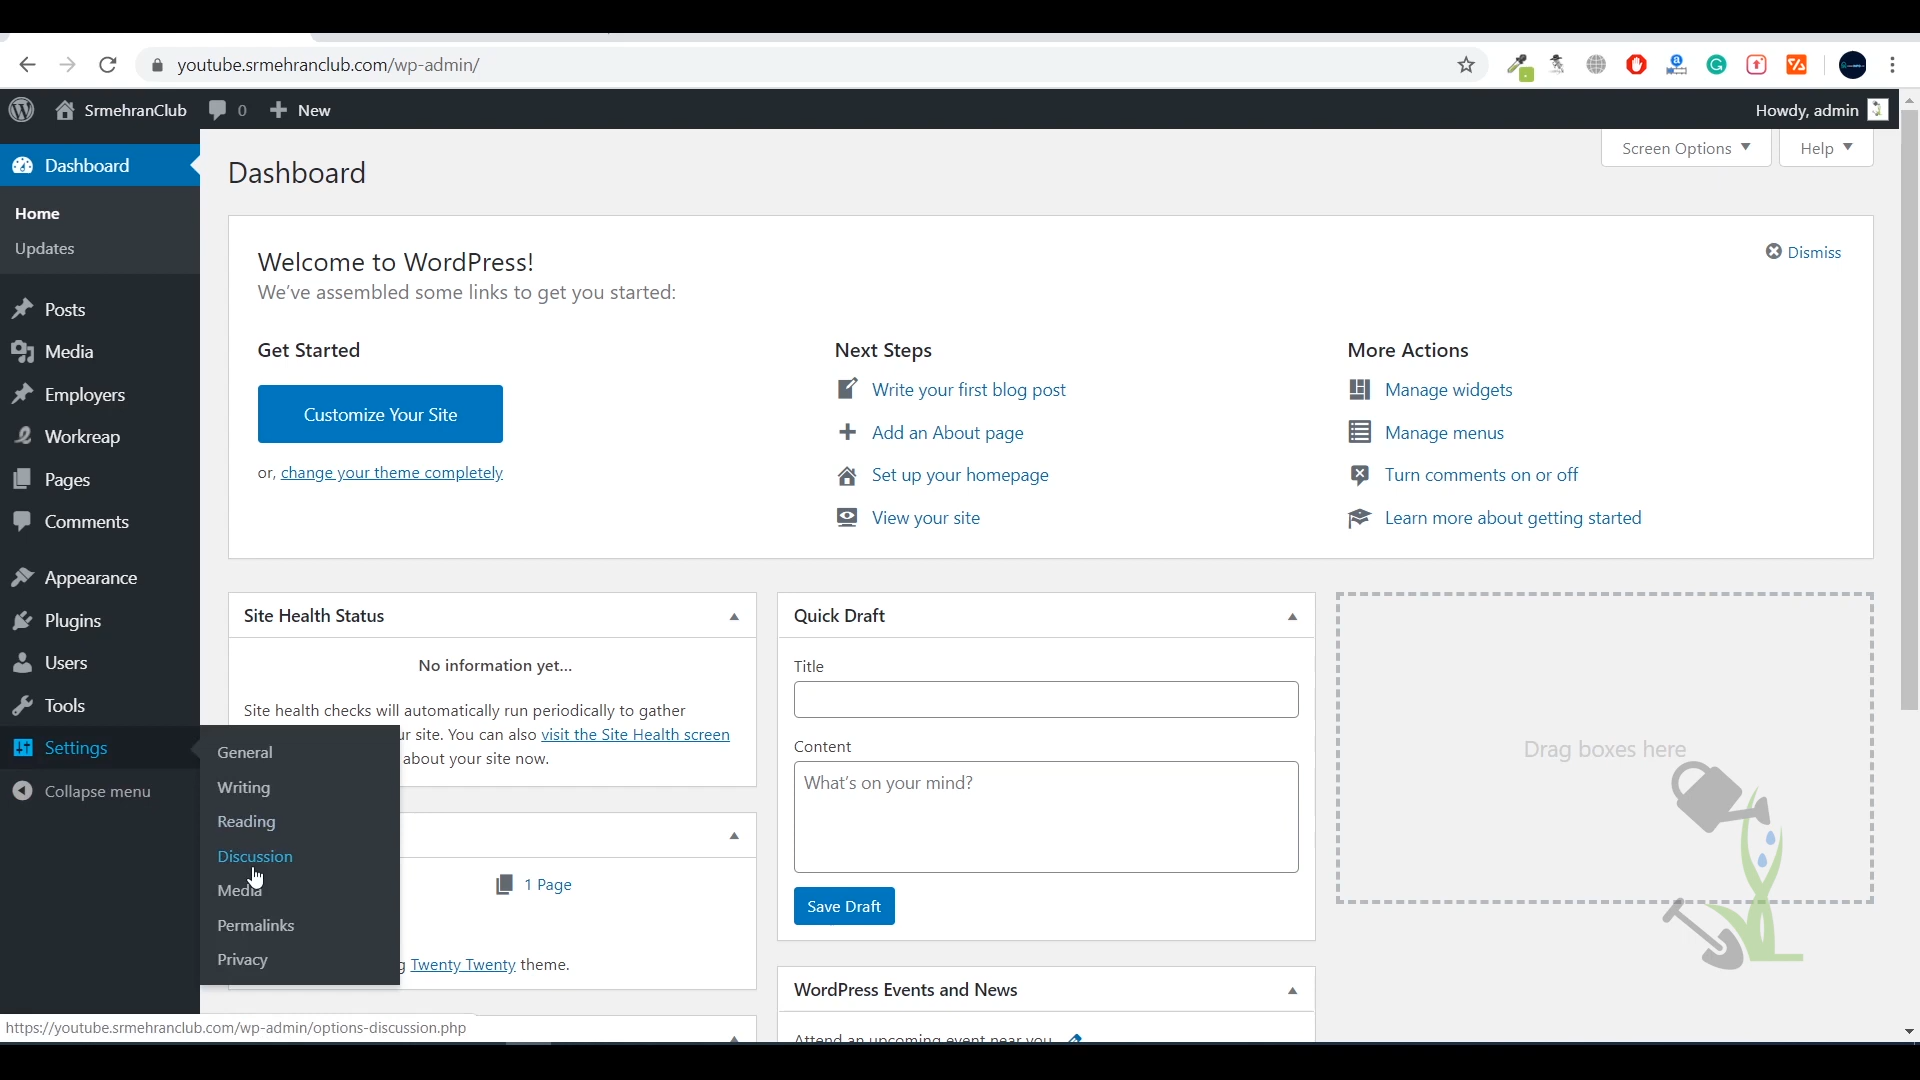 youtube.srmehranclub.com/wp-admin/
SrmehranClub
0
New
Howdy, admin
Dashboard
Home
Updates
Posts
Media
Employers
Workreap
Pages
Comments
Appearance
Plugins
Users
Tools
Settings
Collapse menu
General
Writing
Reading
Discussion
Media
Permalinks
Privacy
Dashboard
Screen Options
Help
Welcome to WordPress!
We've assembled some links to get you started:
Dismiss
Get Started
Customize Your Site
or, change your theme completely
Next Steps
Write your first blog post
Add an About page
Set up your homepage
View your site
More Actions
Manage widgets
Manage menus
Turn comments on or off
Learn more about getting started
Site Health Status
No information yet...
Site health checks will automatically run periodically to gather
ur site. You can also visit the Site Health screen
about your site now.
1 Page
g Twenty Twenty theme.
Quick Draft
Title
Content
What's on your mind?
Save Draft
WordPress Events and News
Attend an upcoming event near you.
Drag boxes here
https://youtube.srmehranclub.com/wp-admin/options-discussion.php